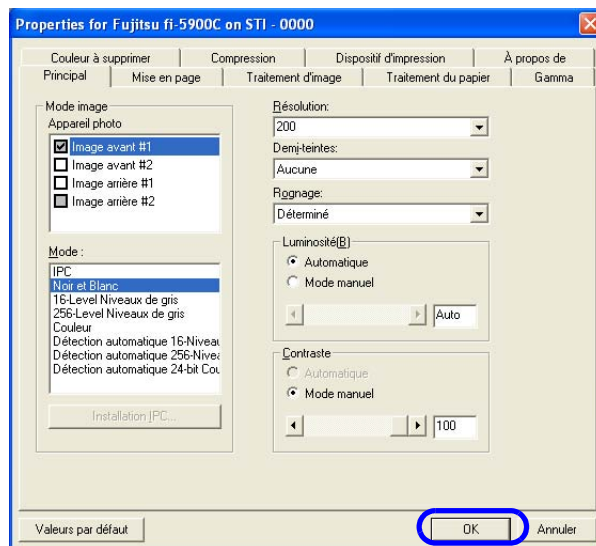 Properties for Fujitsu fi-5900C on STI - 0000
Couleur à supprimer
Compression
Dispositif d'impression
À propos de
Principal
Mise en page
Traitement d'image
Traitement du papier
Gamma
Mode image
Appareil photo
Image avant #1
Image avant #2
Image arrière #1
Image arrière #2
Mode :
IPC
Noir et Blanc
16-Level Niveaux de gris
256-Level Niveaux de gris
Couleur
Détection automatique 16-Niveau
Détection automatique 256-Nivea
Détection automatique 24-bit Cou
Installation IPC...
Résolution:
200
Demi-teintes:
Aucune
Rognage:
Déterminé
Luminosité(B)
Automatique
Mode manuel
Auto
Contraste
Automatique
Mode manuel
100
Valeurs par défaut
OK
Annuler